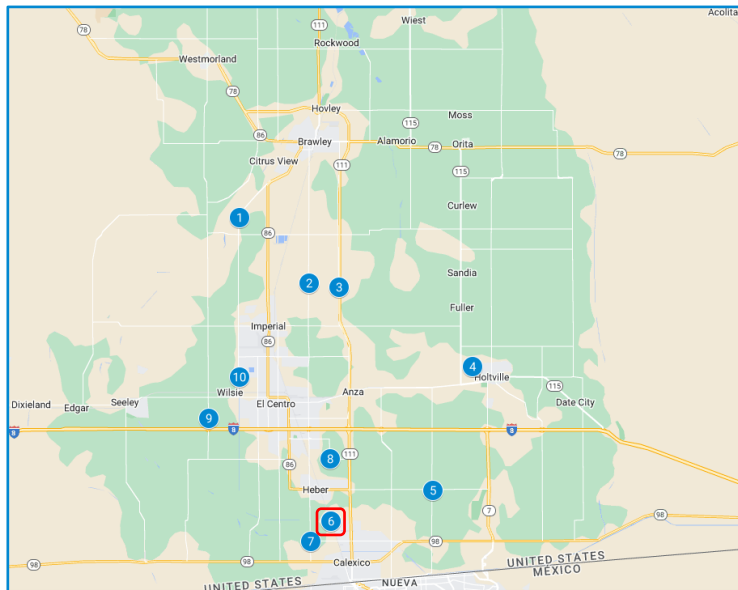 Acolita
Wiest
111
78
Rockwood
Westmorland
78
Hovley
115
Moss
86
Brawley
Alamorio
78
Orita
78
Citrus View
111
115
Curlew
1
86
2
3
Sandia
Fuller
Imperial
86
4
10
Holtville
Wilsie
Anza
115
Dixieland
Edgar
Seeley
El Centro
Date City
9
8
8
8
8
111
86
Heber
5
7
98
6
7
98
98
98
Calexico
UNITED STATES
MÉXICO
UNITED STATES
NUEVA